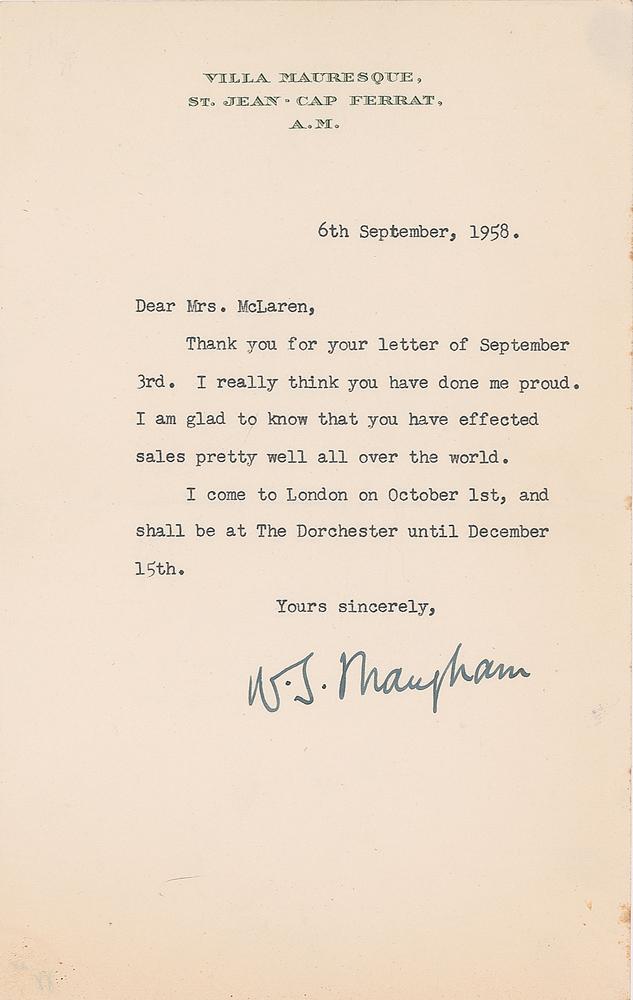 VILLA MAURESQUE,
ST. JEAN - CAP FERRAT,
A.M.
6th September, 1958.
Dear Mrs. McLaren,
Thank you for your letter of September
3rd. I really think you have done me proud.
I am glad to know that you have effected
sales pretty well all over the world.
I come to London on October 1st, and
shall be at The Dorchester until December
15th.
Yours sincerely,
W.S. Maugham